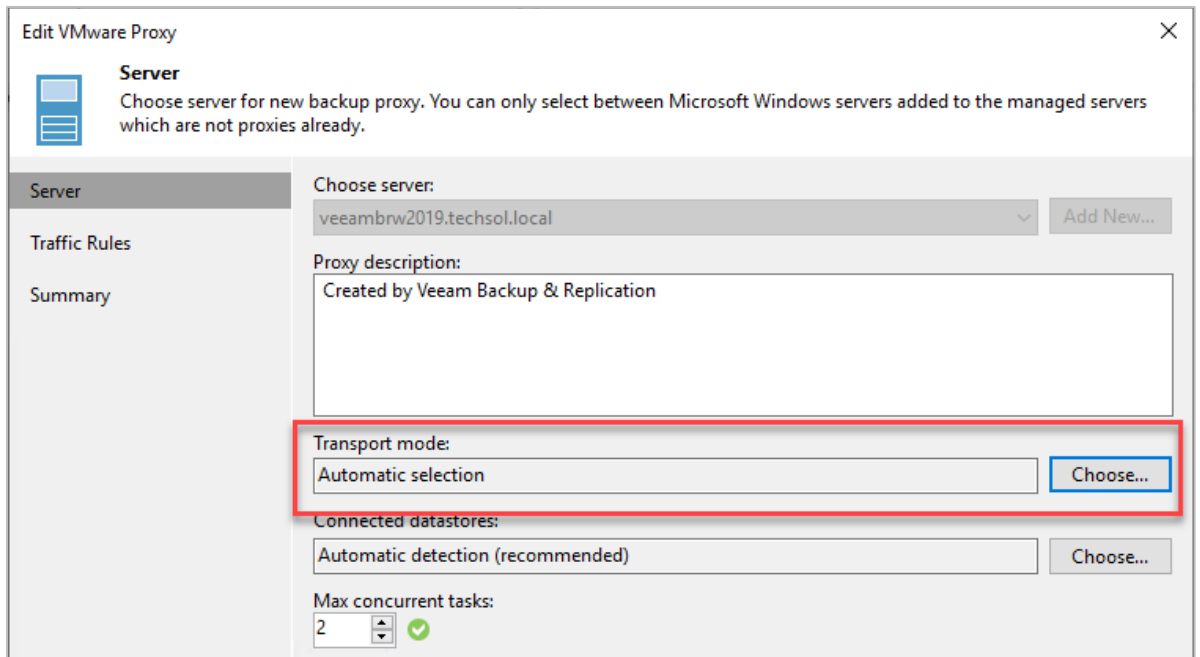 Edit VMware Proxy
Server
Choose server for new backup proxy. You can only select between Microsoft Windows servers added to the managed servers
which are not proxies already.
Server
Traffic Rules
Summary
Choose server:
veeambrw2019.techsol.local
Add New...
Proxy description:
Created by Veeam Backup & Replication
Transport mode:
Automatic selection
Choose...
Connected datastores:
Automatic detection (recommended)
Choose...
Max concurrent tasks:
2